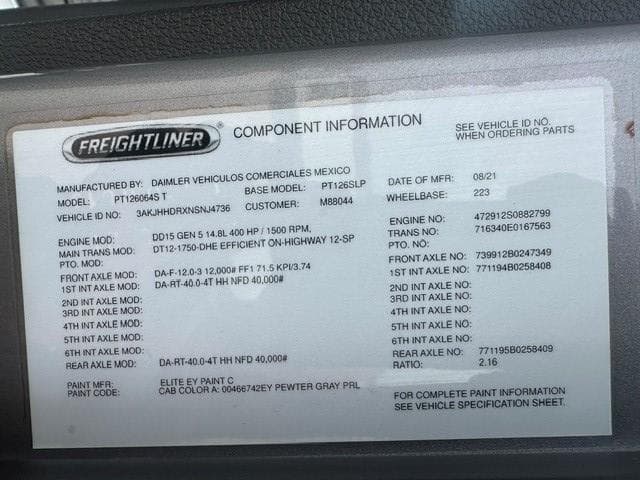 FREIGHTLINER
COMPONENT INFORMATION
SEE VEHICLE ID NO.
WHEN ORDERING PARTS
MANUFACTURED BY: DAIMLER VEHICULOS COMERCIALES MEXICO
MODEL: PT126064S T BASE MODEL: PT126SLP DATE OF MFR: 08/21
VEHICLE ID NO: 3AKJHHDRXNSNJ4736 CUSTOMER: M88044 WHEELBASE: 223
ENGINE MOD: DD15 GEN 5 14.8L 400 HP / 1500 RPM, ENGINE NO: 472912S0882799
MAIN TRANS MOD: DT12-1750-DHE EFFICIENT ON-HIGHWAY 12-SP TRANS NO: 716340E0167563
PTO. MOD: PTO. NO:
FRONT AXLE MOD: DA-F-12.0-3 12,000# FF1 71.5 KPI/3.74 FRONT AXLE NO: 739912B0247349
1ST INT AXLE MOD: DA-RT-40.0-4T HH NFD 40,000# 1ST INT AXLE NO: 771194B0258408
2ND INT AXLE MOD: 2ND INT AXLE NO:
3RD INT AXLE MOD: 3RD INT AXLE NO:
4TH INT AXLE MOD: 4TH INT AXLE NO:
5TH INT AXLE MOD: 5TH INT AXLE NO:
6TH INT AXLE MOD: 6TH INT AXLE NO:
REAR AXLE MOD: DA-RT-40.0-4T HH NFD 40,000# REAR AXLE NO: 771195B0258409
RATIO: 2.16
PAINT MFR: ELITE EY PAINT C
PAINT NO: CAB COLOR A: 00466742EY PEWTER GRAY PRL
FOR COMPLETE PAINT INFORMATION
SEE VEHICLE SPECIFICATION SHEET.